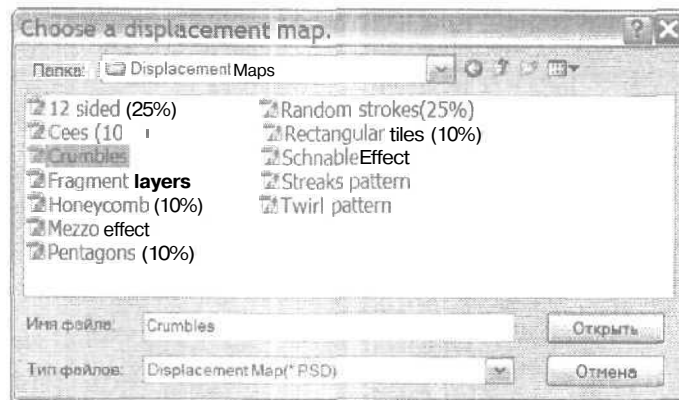 Choose a displacement map.
Папка: Displacement Maps
12 sided (25%)
Cees (10
Crumbles
Fragment layers
Honeycomb (10%)
Mezzo effect
Pentagons (10%)
Random strokes(25%)
Rectangular tiles (10%)
Schnable Effect
Streaks pattern
Twirl pattern
Имя файла: Crumbles
Открыть
Тип файлов: Displacement Map(*.PSD)
Отмена